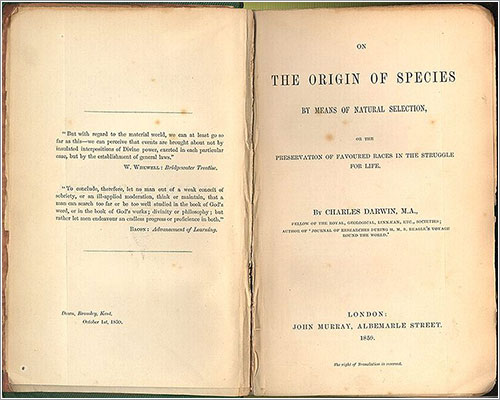 "But with regard to the material world, we can at least go so
far as this—we can perceive that events are brought about not by
insulated interpositions of Divine power, exerted in each particular
case, but by the establishment of general laws."
W. Whewell: Bridgewater Treatise.
"To conclude, therefore, let no man out of a weak conceit of
sobriety, or an ill-applied moderation, think or maintain, that a
man can search too far or be too well studied in the book of God's
word, or in the book of God's works; divinity or philosophy; but
rather let men endeavour an endless progress or proficience in both."
Bacon: Advancement of Learning.
Down, Bromley, Kent,
October 1st, 1859.
ON
THE ORIGIN OF SPECIES
BY MEANS OF NATURAL SELECTION,
OR THE
PRESERVATION OF FAVOURED RACES IN THE STRUGGLE
FOR LIFE.
By CHARLES DARWIN, M.A.,
FELLOW OF THE ROYAL, GEOLOGICAL, LINNÆAN, ETC., SOCIETIES;
AUTHOR OF 'JOURNAL OF RESEARCHES DURING H. M. S. BEAGLE'S VOYAGE
ROUND THE WORLD.'
LONDON:
JOHN MURRAY, ALBEMARLE STREET.
1859.
The right of Translation is reserved.